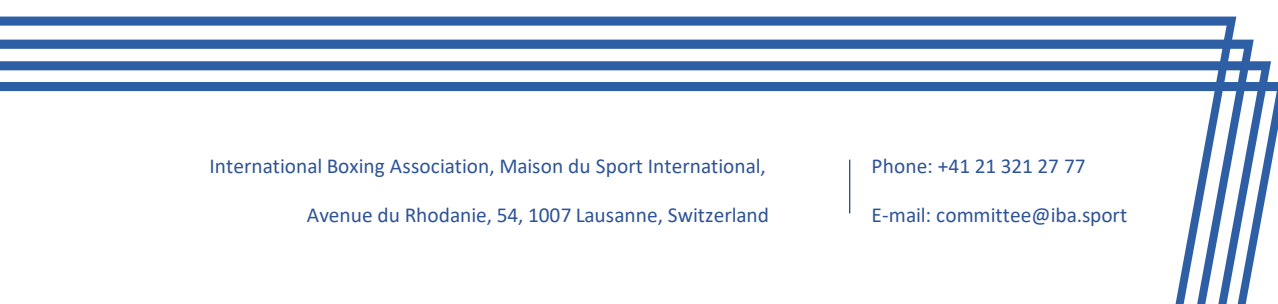 International Boxing Association, Maison du Sport International,
Avenue du Rhodanie, 54, 1007 Lausanne, Switzerland
Phone: +41 21 321 27 77
E-mail: committee@iba.sport